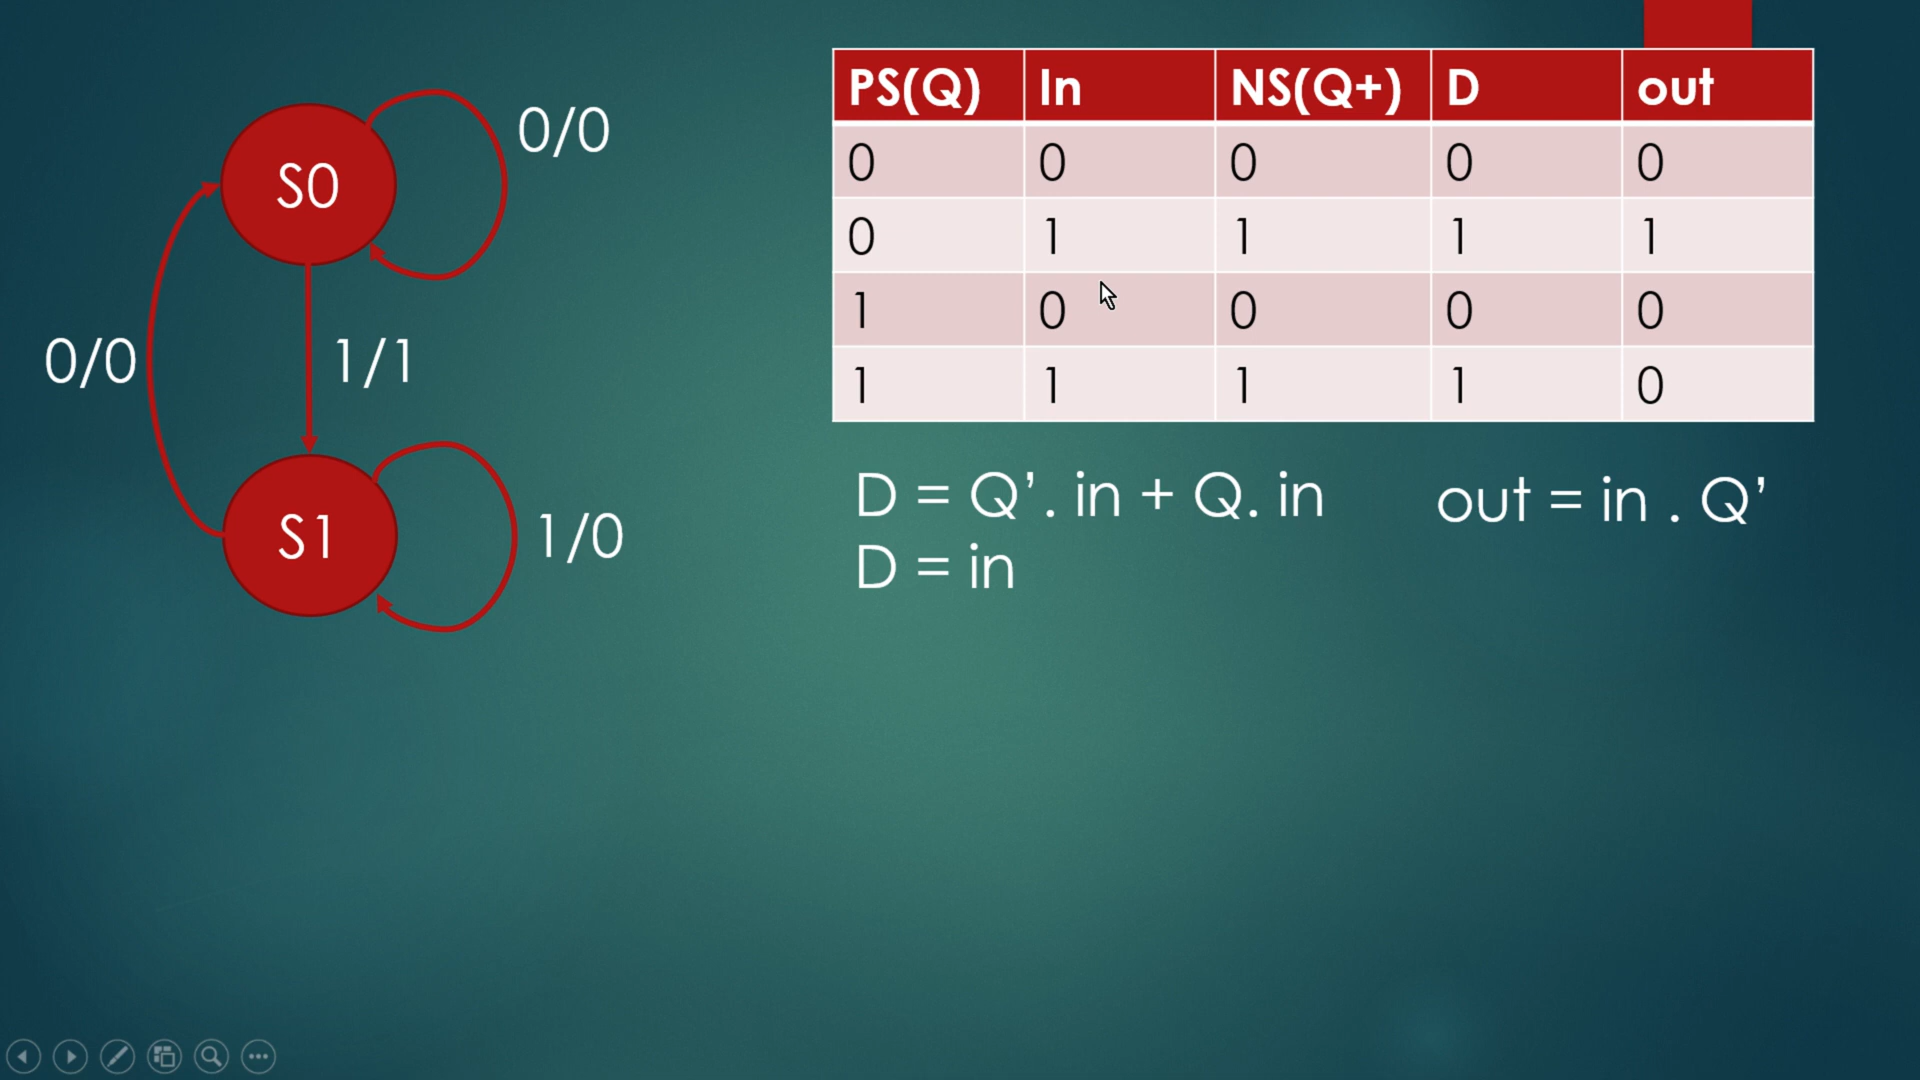 S0
0/0
0/0
1/1
S1
1/0
PS(Q) In NS(Q+) D out
0 0 0 0 0
0 1 1 1 1
1 0 0 0 0
1 1 1 1 0
D = Q’. in + Q. in
D = in
out = in . Q’